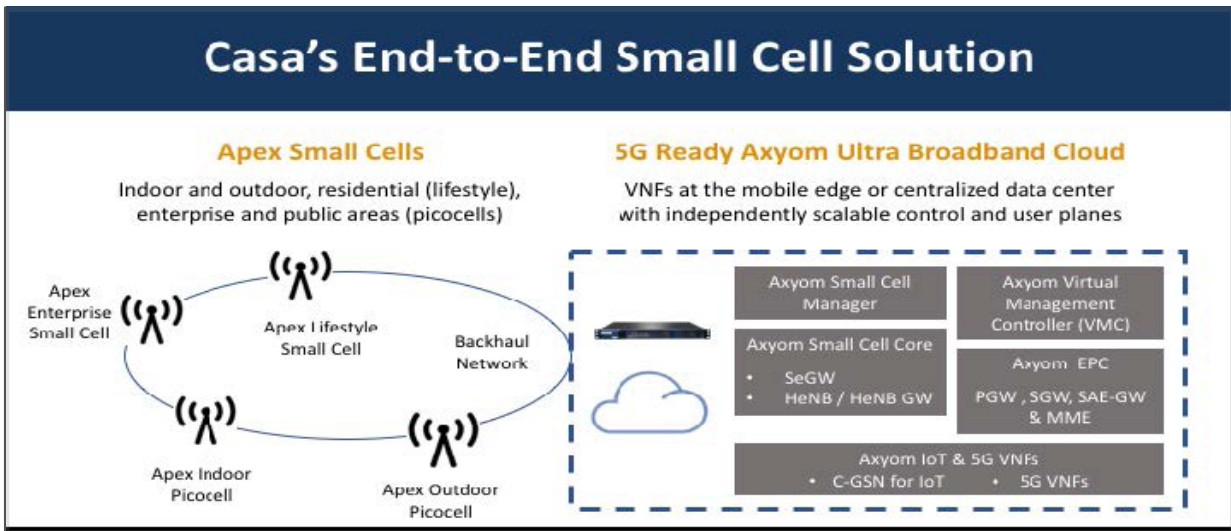 Casa's End-to-End Small Cell Solution
Apex Small Cells
Indoor and outdoor, residential (lifestyle),
enterprise and public areas (picocells)
Apex
Enterprise
Small Cell
Apex Lifestyle
Small Cell
Backhaul
Network
Apex Indoor
Picocell
Apex Outdoor
Picocell
5G Ready Axyom Ultra Broadband Cloud
VNFs at the mobile edge or centralized data center
with independently scalable control and user planes
Axyom Small Cell
Manager
Axyom Virtual
Management
Controller (VMC)
Axyom Small Cell Core
• SeGW
• HeNB / HeNB GW
Axyom EPC
PGW , SGW, SAE-GW
& MME
Axyom IoT & 5G VNFs
• C-GSN for IoT • 5G VNFs